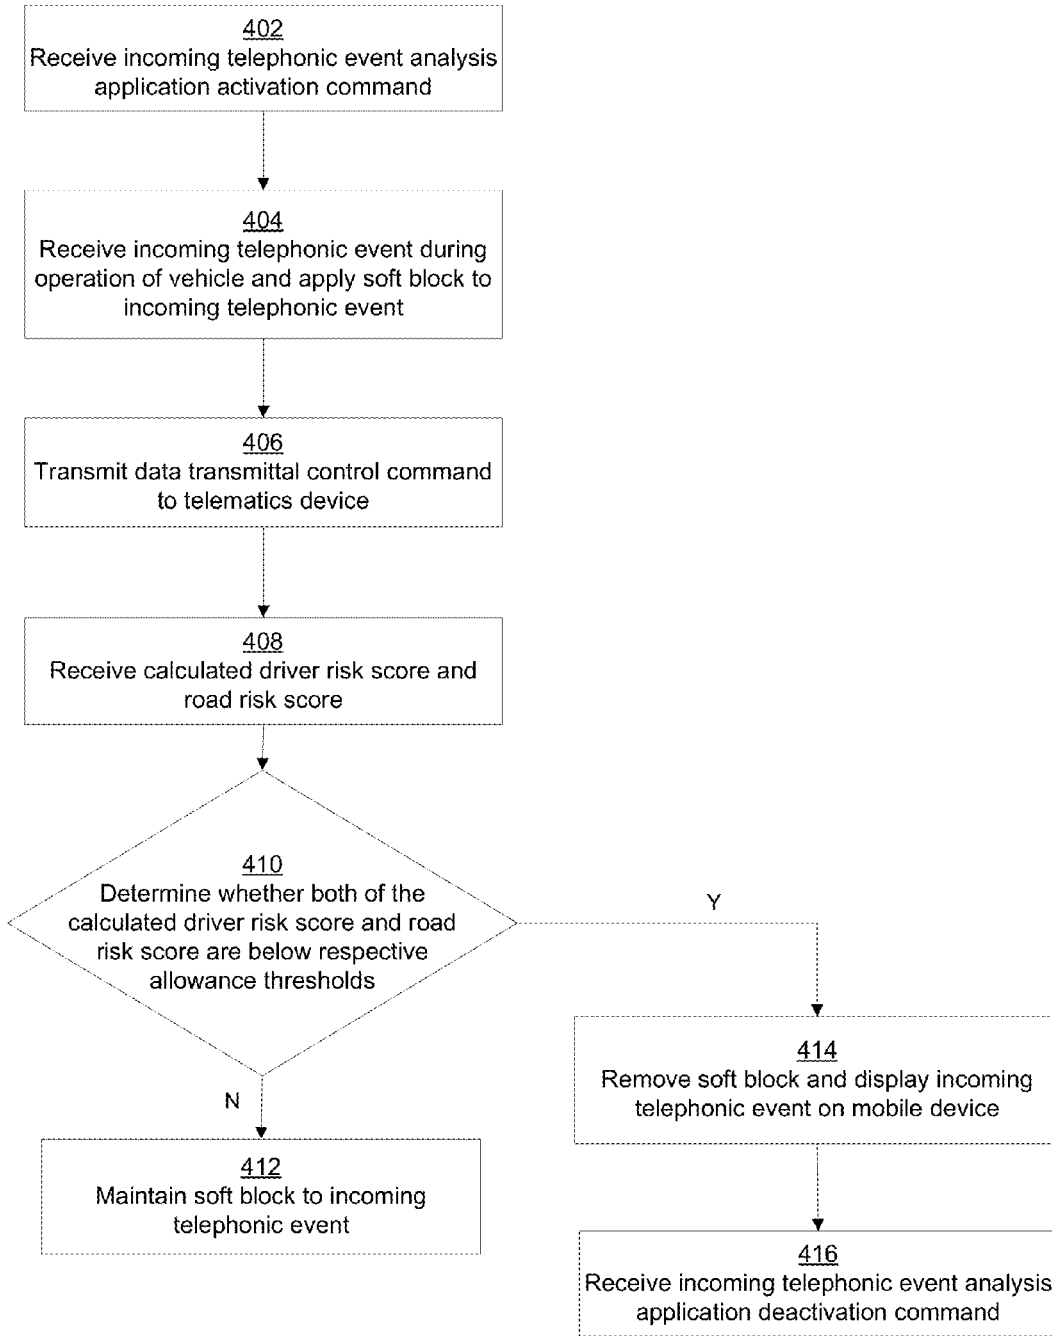 402
Receive incoming telephonic event analysis
application activation command
404
Receive incoming telephonic event during
operation of vehicle and apply soft block to
incoming telephonic event
406
Transmit data transmittal control command
to telematics device
408
Receive calculated driver risk score and
road risk score
410
Determine whether both of the
calculated driver risk score and road
risk score are below respective
allowance thresholds
Y
N
412
Maintain soft block to incoming
telephonic event
414
Remove soft block and display incoming
telephonic event on mobile device
416
Receive incoming telephonic event analysis
application deactivation command